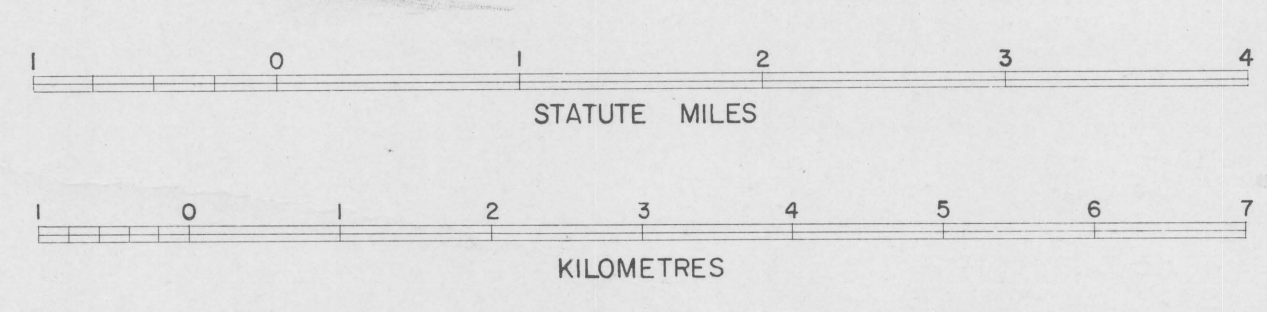 1 0 1 2 3 4
STATUTE MILES
1 0 1 2 3 4 5 6 7
KILOMETRES